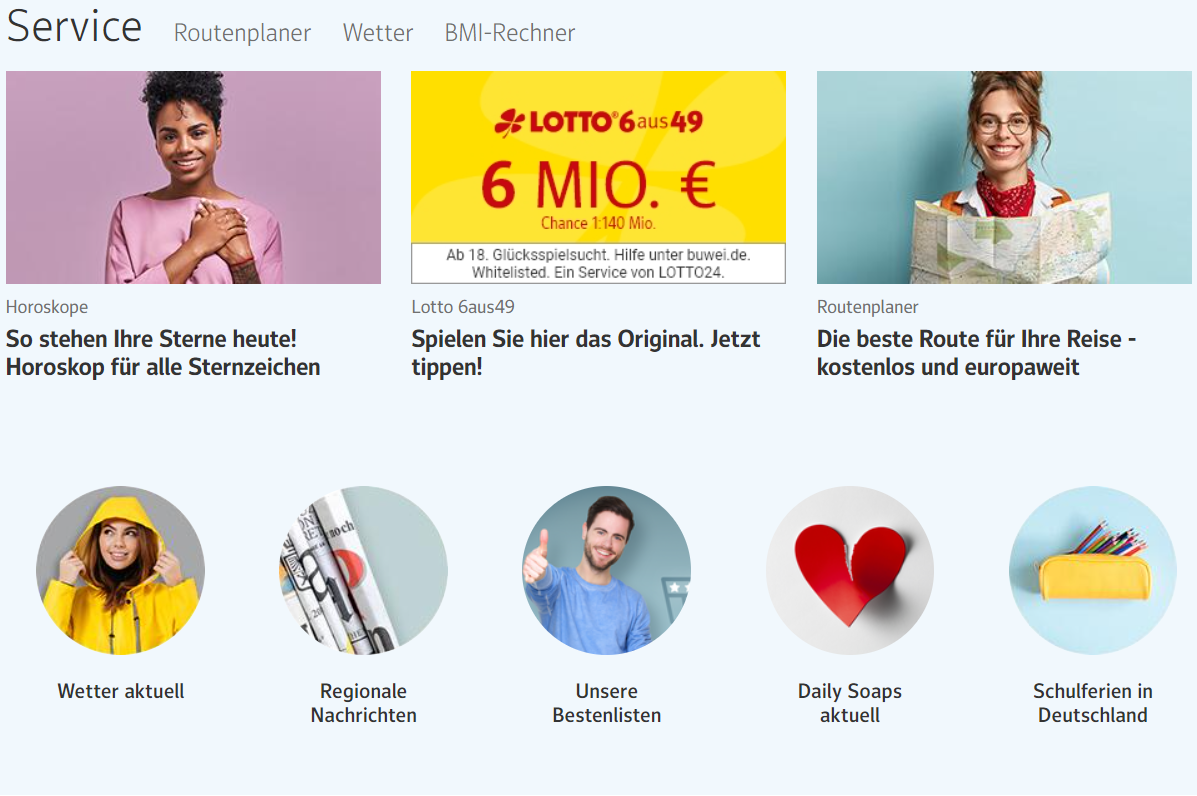 Service Routenplaner Wetter BMI-Rechner
LOTTO® 6aus49
6 MIO. €
Chance 1:140 Mio.
Ab 18. Glücksspielsucht. Hilfe unter buwei.de.
Whitelisted. Ein Service von LOTTO24.
Horoskope
So stehen Ihre Sterne heute!
Horoskop für alle Sternzeichen
Lotto 6aus49
Spielen Sie hier das Original. Jetzt
tippen!
Routenplaner
Die beste Route für Ihre Reise -
kostenlos und europaweit
Wetter aktuell
Regionale
Nachrichten
Unsere
Bestenlisten
Daily Soaps
aktuell
Schulferien in
Deutschland